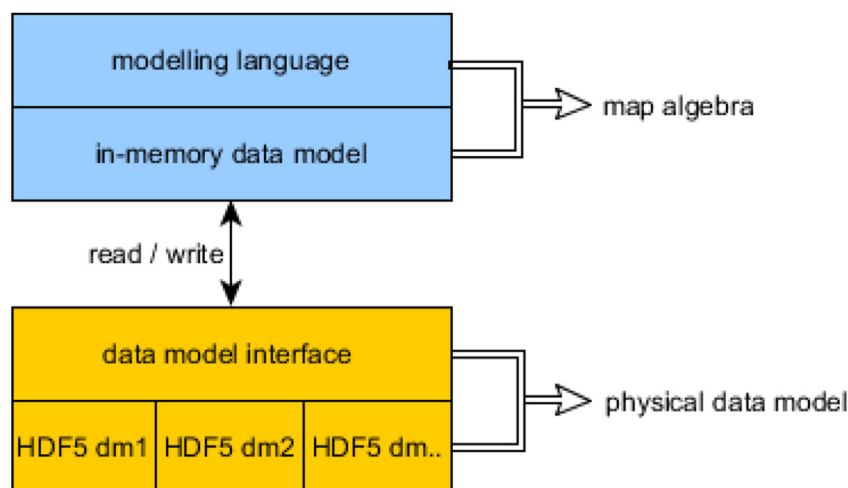 modelling language
map algebra
in-memory data model
read / write
data model interface
physical data model
HDF5 dm1 HDF5 dm2 HDF5 dm..